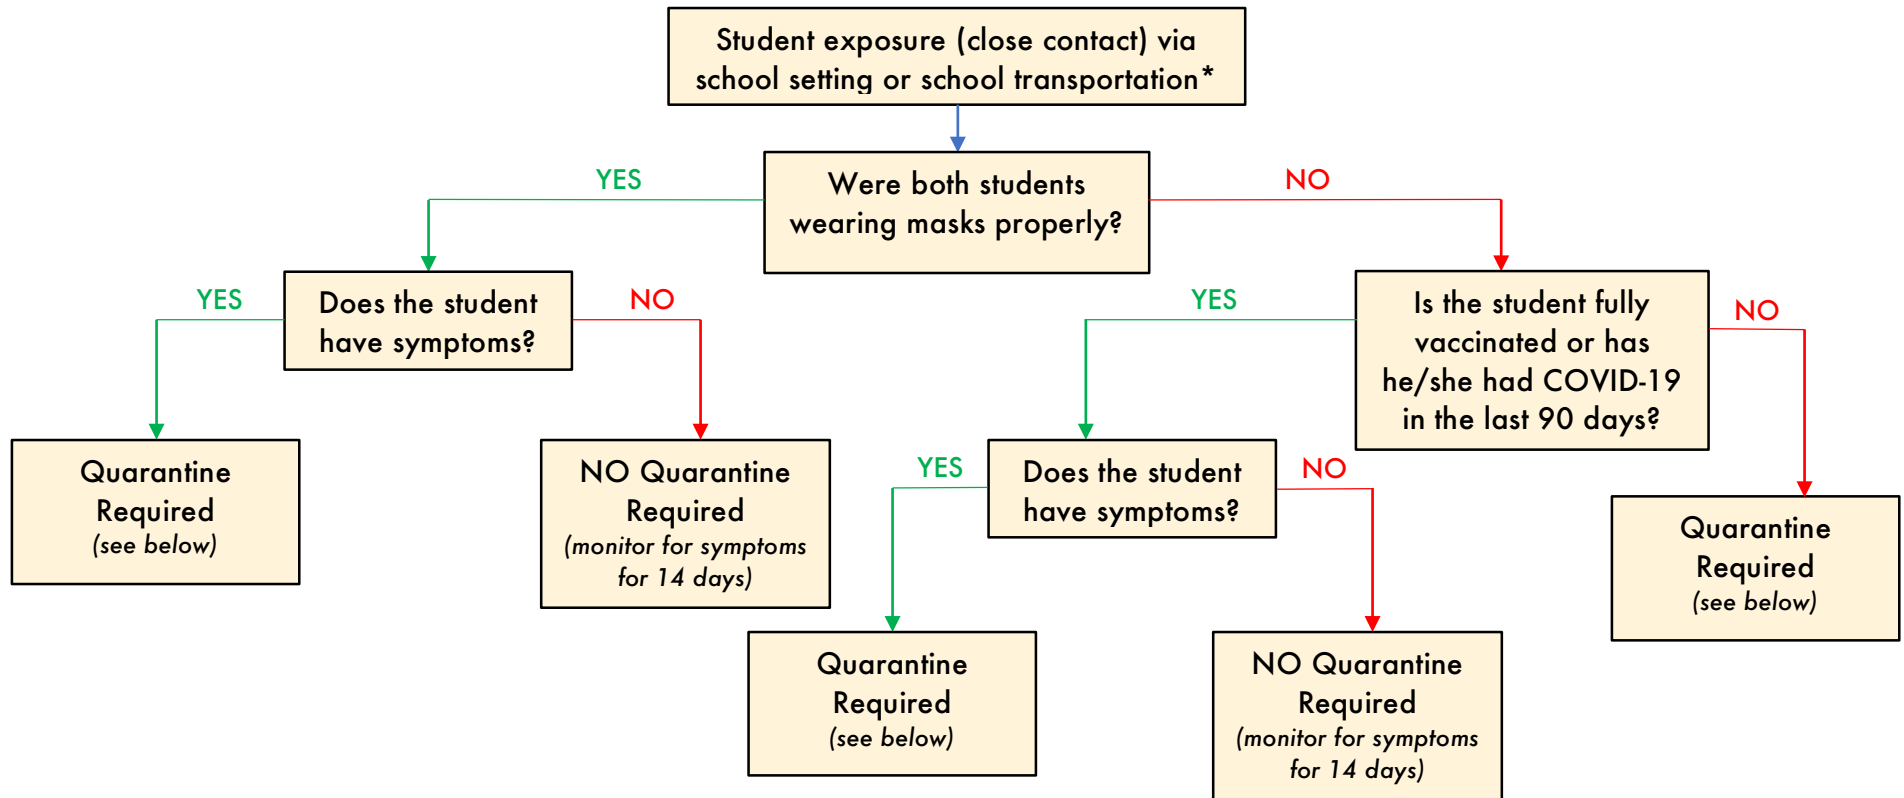 Student exposure (close contact) via
school setting or school transportation*
Were both students
wearing masks properly?
YES
NO
Does the student
have symptoms?
YES
NO
Is the student fully
vaccinated or has
he/she had COVID-19
in the last 90 days?
YES
NO
Quarantine
Required
(see below)
NO Quarantine
Required
(monitor for symptoms
for 14 days)
Does the student
have symptoms?
YES
NO
Quarantine
Required
(see below)
Quarantine
Required
(see below)
NO Quarantine
Required
(monitor for symptoms
for 14 days)